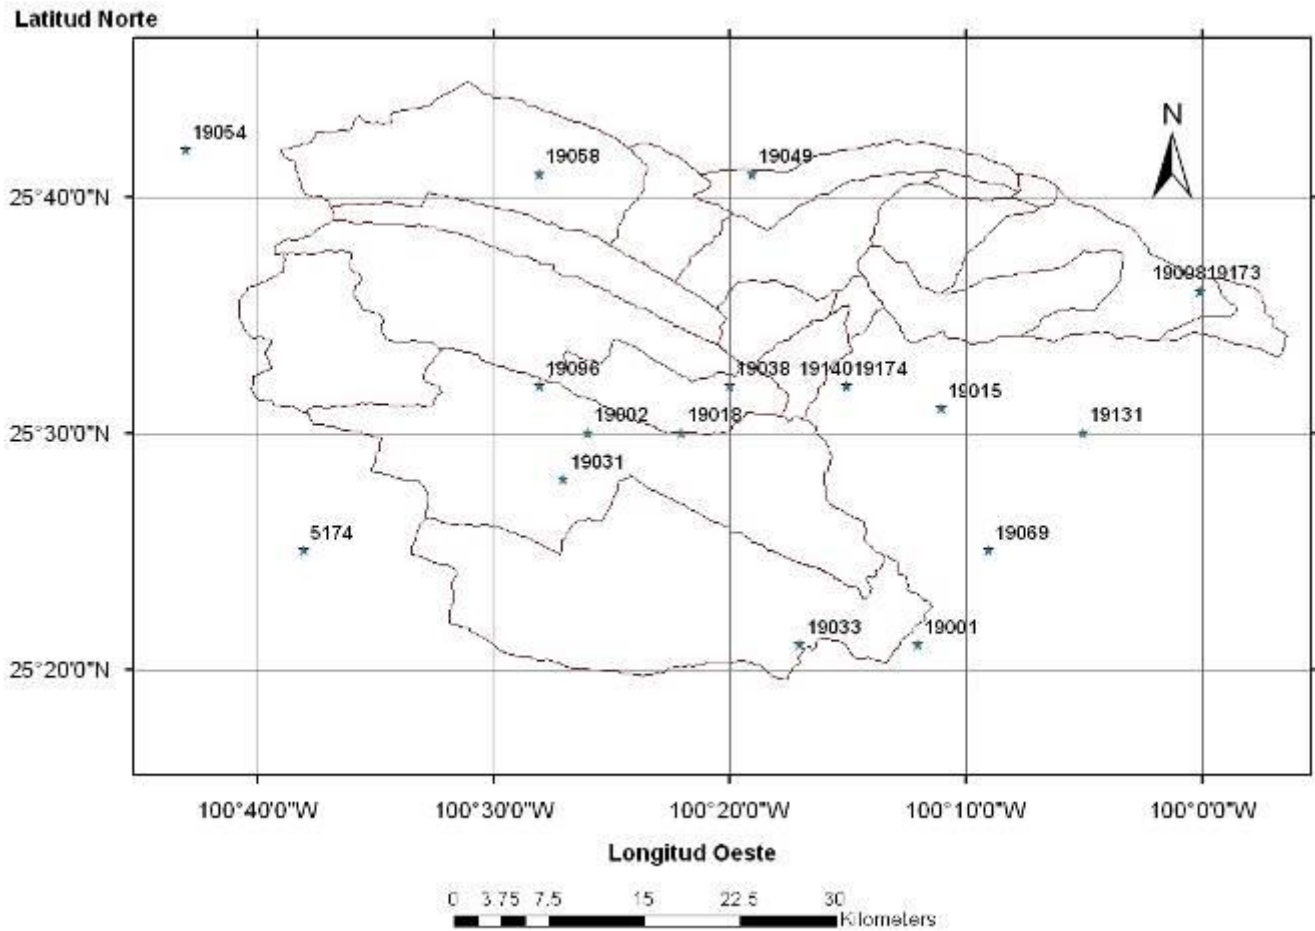 Latitud Norte
N
19054
19058
19049
25°40'0"N
1909819173
19096
19038
1914019174
19015
19002
19018
19131
25°30'0"N
19031
5174
19069
19033
19001
25°20'0"N
100°40'0"W
100°30'0"W
100°20'0"W
100°10'0"W
100°0'0"W
Longitud Oeste
0 3.75 7.5 15 22.5 30
Kilometers